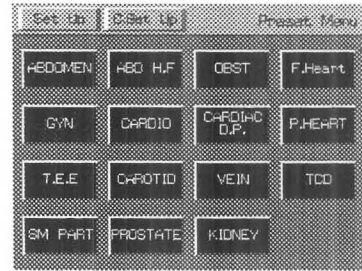 Set Up C.Set Up Preset Menu
ABDOMEN ABD H.F OBST F.Heart
GYN CARDIO CARDIAC D.P. P.HEART
T.E.E CAROTID VEIN TCD
SM PART PROSTATE KIDNEY